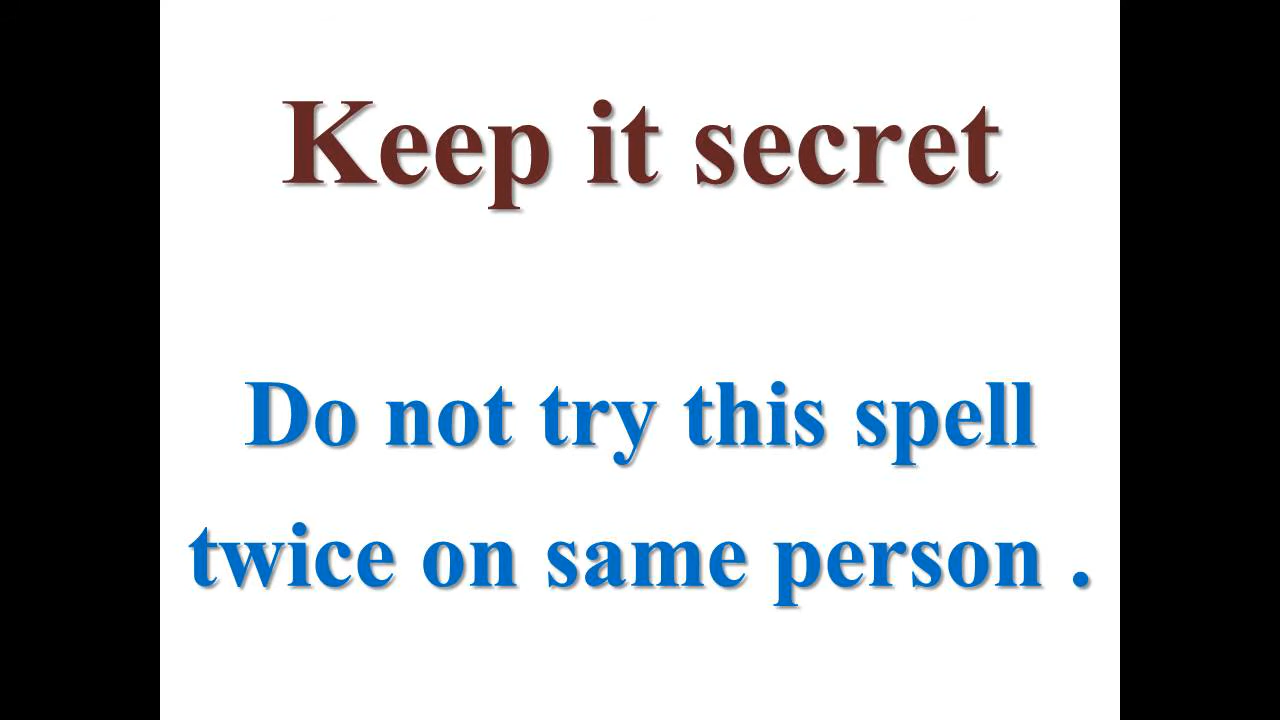 Keep it secret
Do not try this spell
twice on same person .